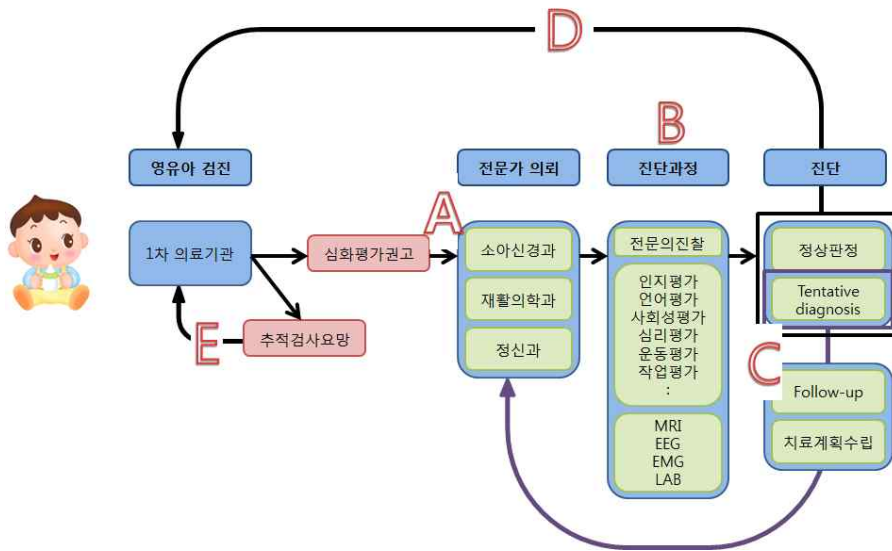 D
B
영유아 검진
전문가 의뢰
진단과정
진단
A
1차 의료기관
심화평가권고
소아신경과
전문의진찰
정상판정
재활의학과
인지평가
언어평가
사회성평가
심리평가
운동평가
작업평가
:
Tentative
diagnosis
E
추적검사요망
정신과
C
Follow-up
MRI
EEG
EMG
LAB
치료계획수립